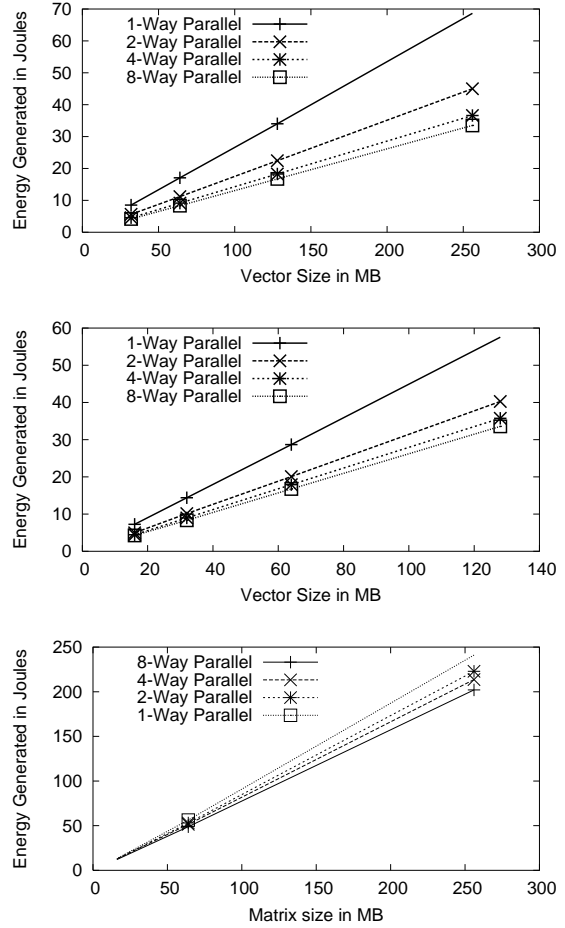 70
60
50
40
30
20
10
0
0 50 100 150 200 250 300
Energy Generated in Joules
Vector Size in MB
1-Way Parallel
2-Way Parallel
4-Way Parallel
8-Way Parallel
60
50
40
30
20
10
0
0 20 40 60 80 100 120 140
Energy Generated in Joules
Vector Size in MB
1-Way Parallel
2-Way Parallel
4-Way Parallel
8-Way Parallel
250
200
150
100
50
0
0 50 100 150 200 250 300
Energy Generated in Joules
Matrix size in MB
8-Way Parallel
4-Way Parallel
2-Way Parallel
1-Way Parallel